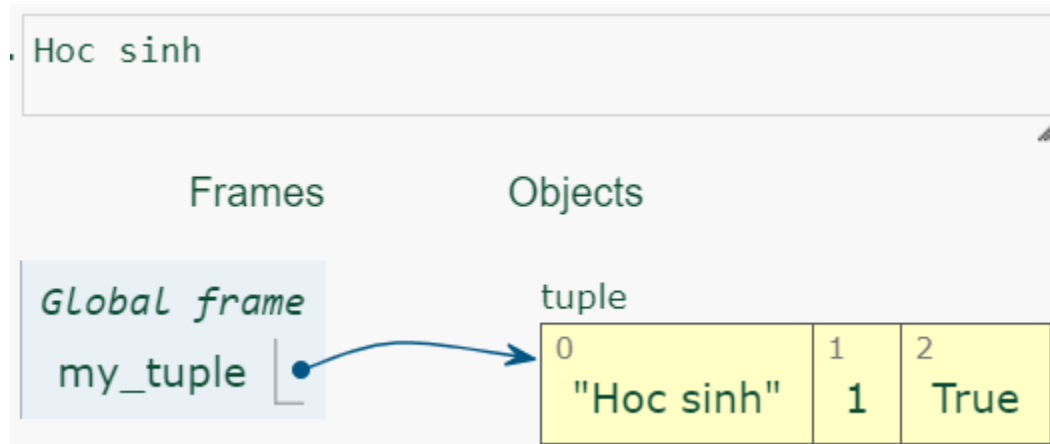 Hoc sinh
Frames Objects
Global frame
my_tuple
tuple
0 1 2
"Hoc sinh" 1 True